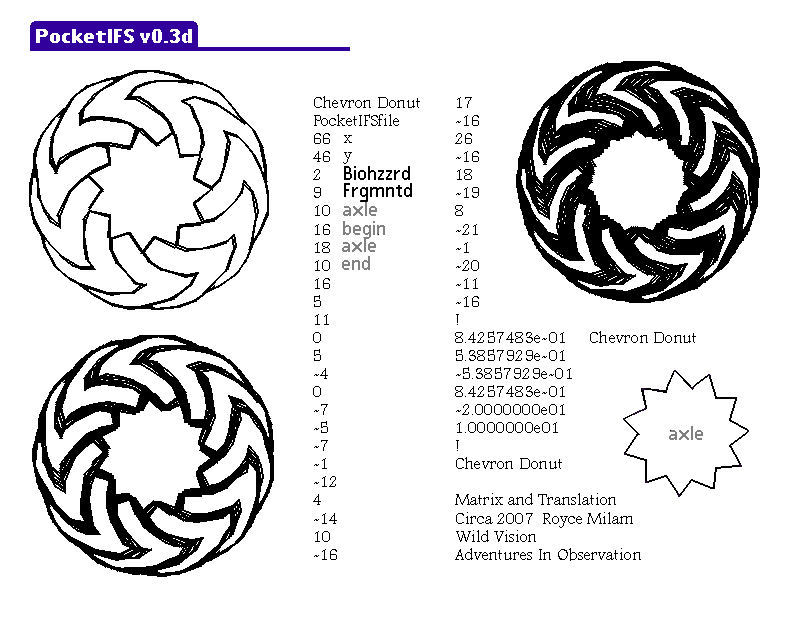 PocketIFS v0.3d
Chevron Donut
PocketIFSfile
66 x
46 y
2 Biohzzrd
9 Frgmntd
10 axle
16 begin
18 axle
10 end
16
5
11
0
5
~4
0
~7
~5
~7
~1
~12
4
~14
10
~16
17
~16
26
~16
18
~19
8
~21
~1
~20
~11
~16
!
8.4257483e~01 Chevron Donut
5.3857929e~01
~5.3857929e~01
8.4257483e~01
~2.0000000e01
1.0000000e01
!
Chevron Donut
Matrix and Translation
Circa 2007 Royce Milam
Wild Vision
Adventures In Observation
axle